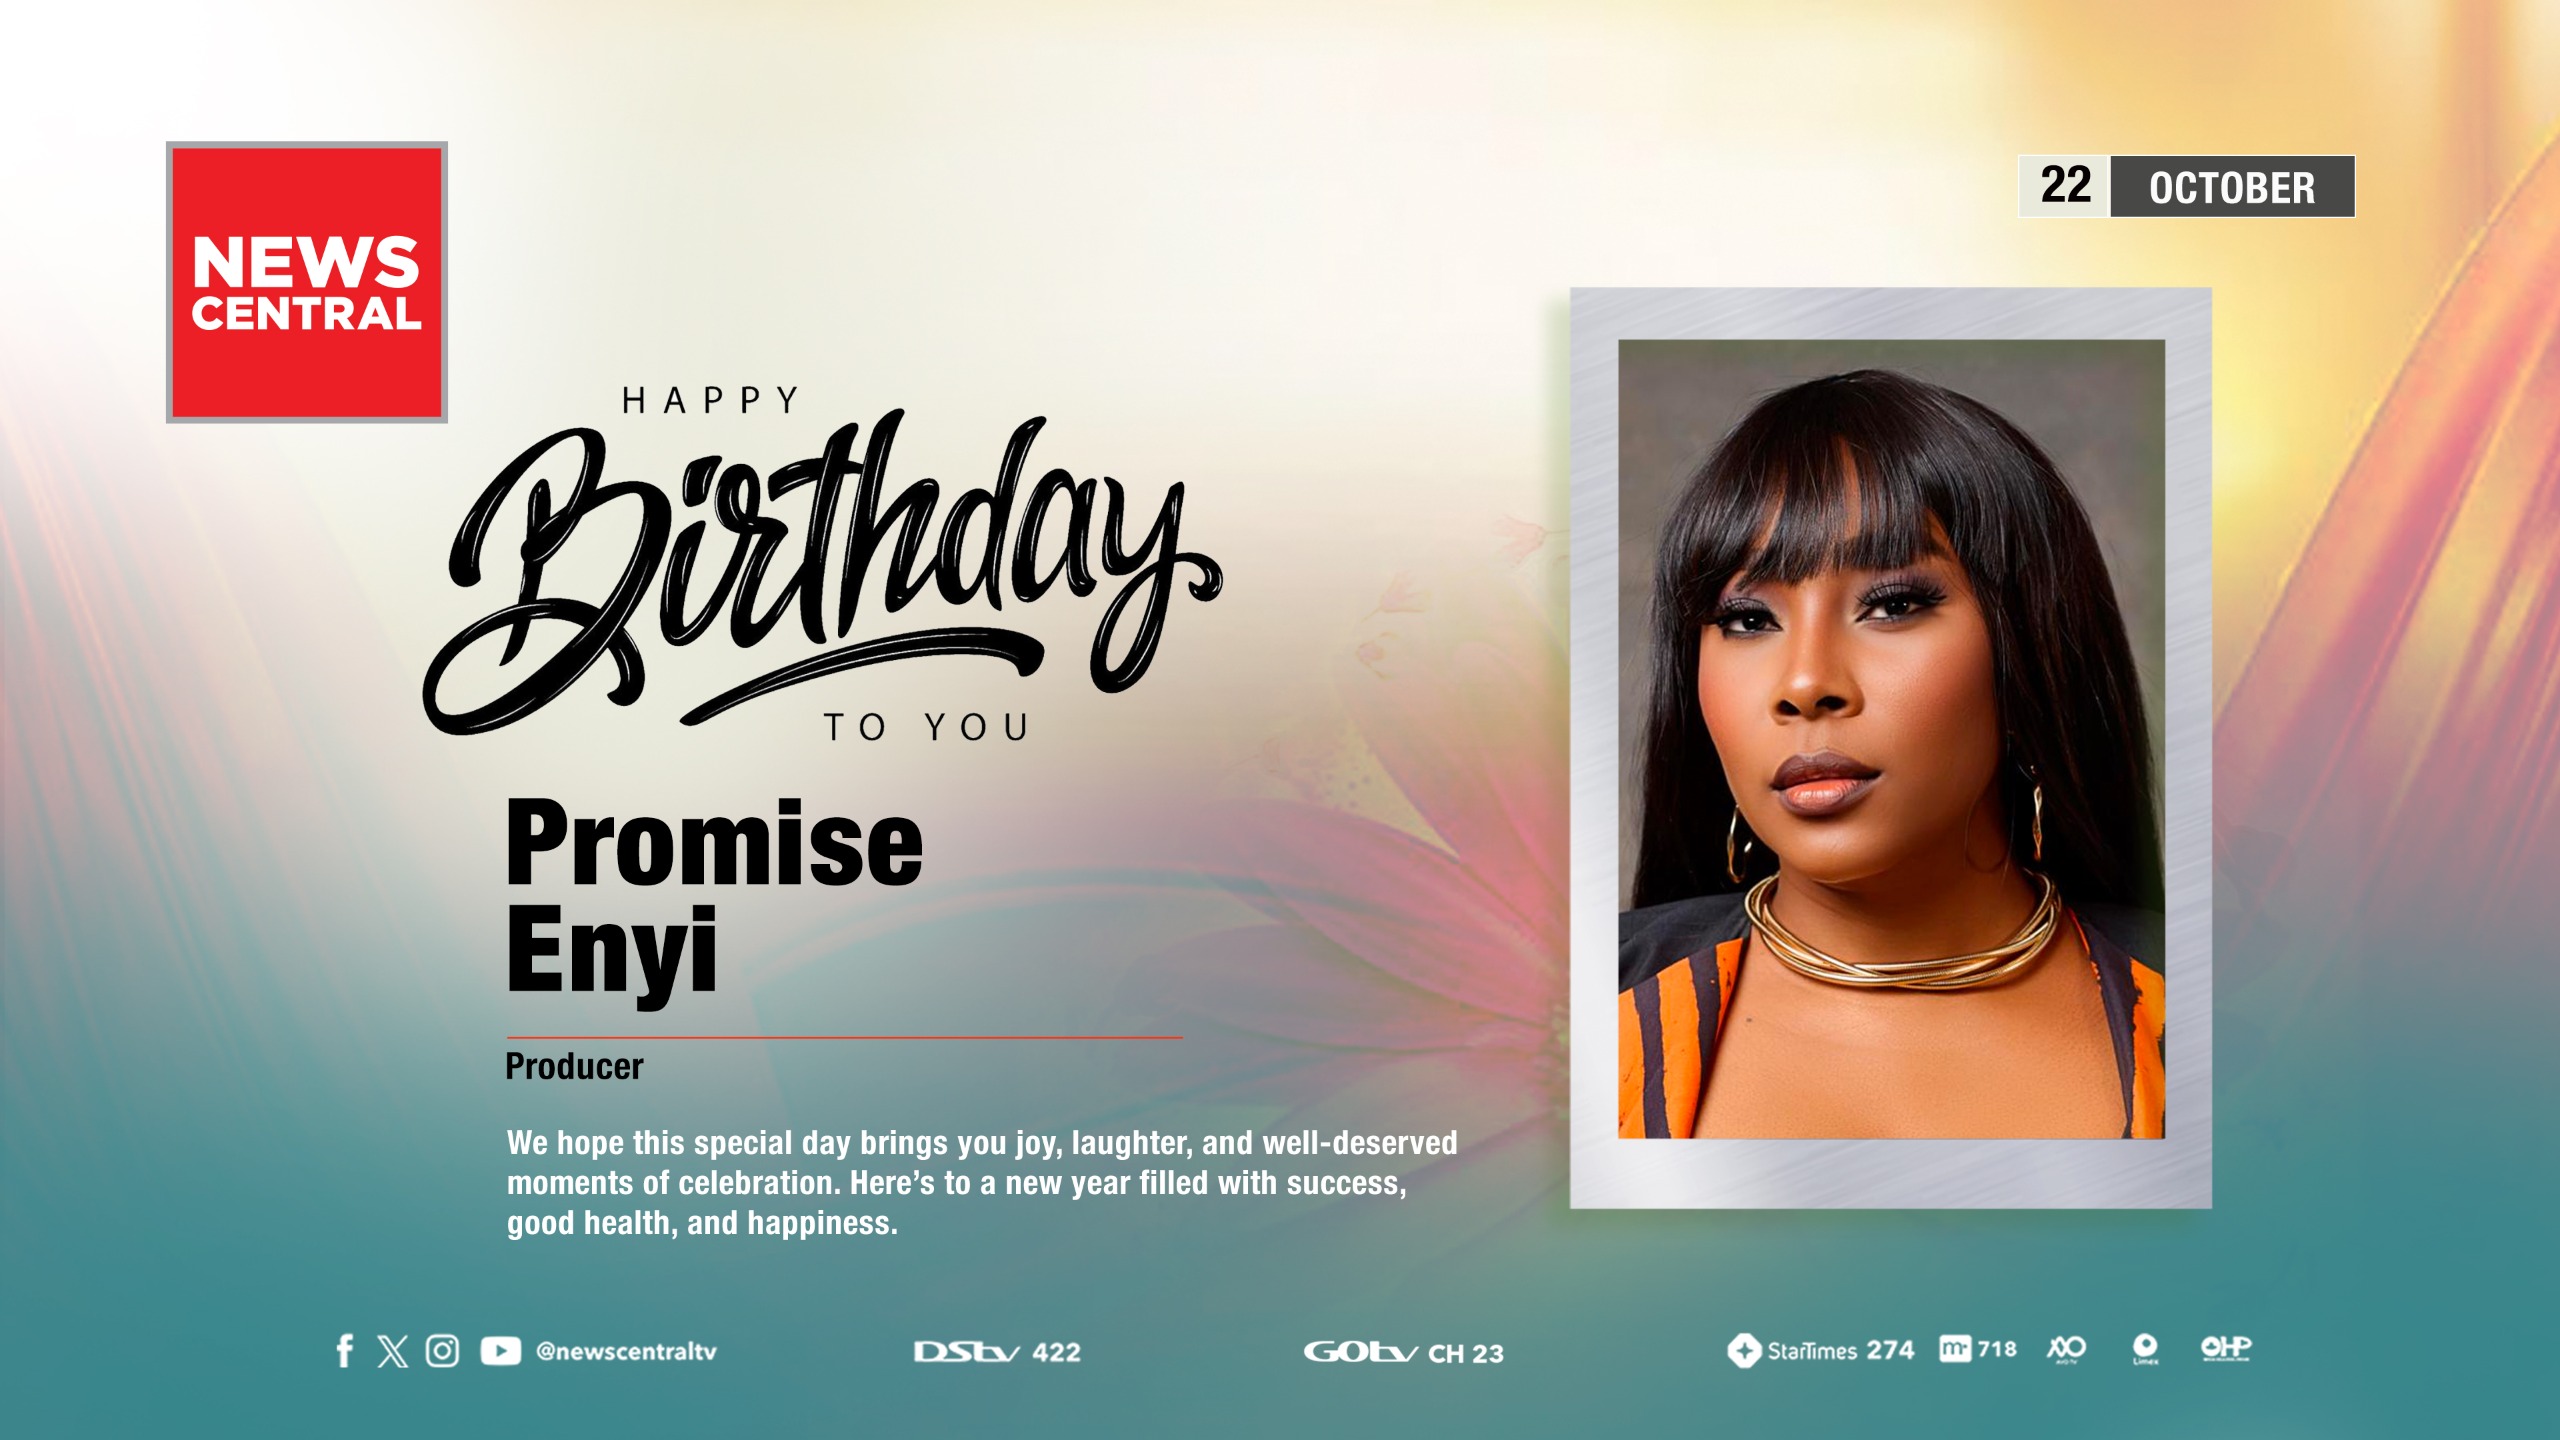 NEWS
CENTRAL
22 OCTOBER
HAPPY
Birthday
TO YOU
Promise
Enyi
Producer
We hope this special day brings you joy, laughter, and well-deserved
moments of celebration. Here’s to a new year filled with success,
good health, and happiness.
@newscentraltv DStv 422 GOtv CH 23 StarTimes 274 718 Limex OHP